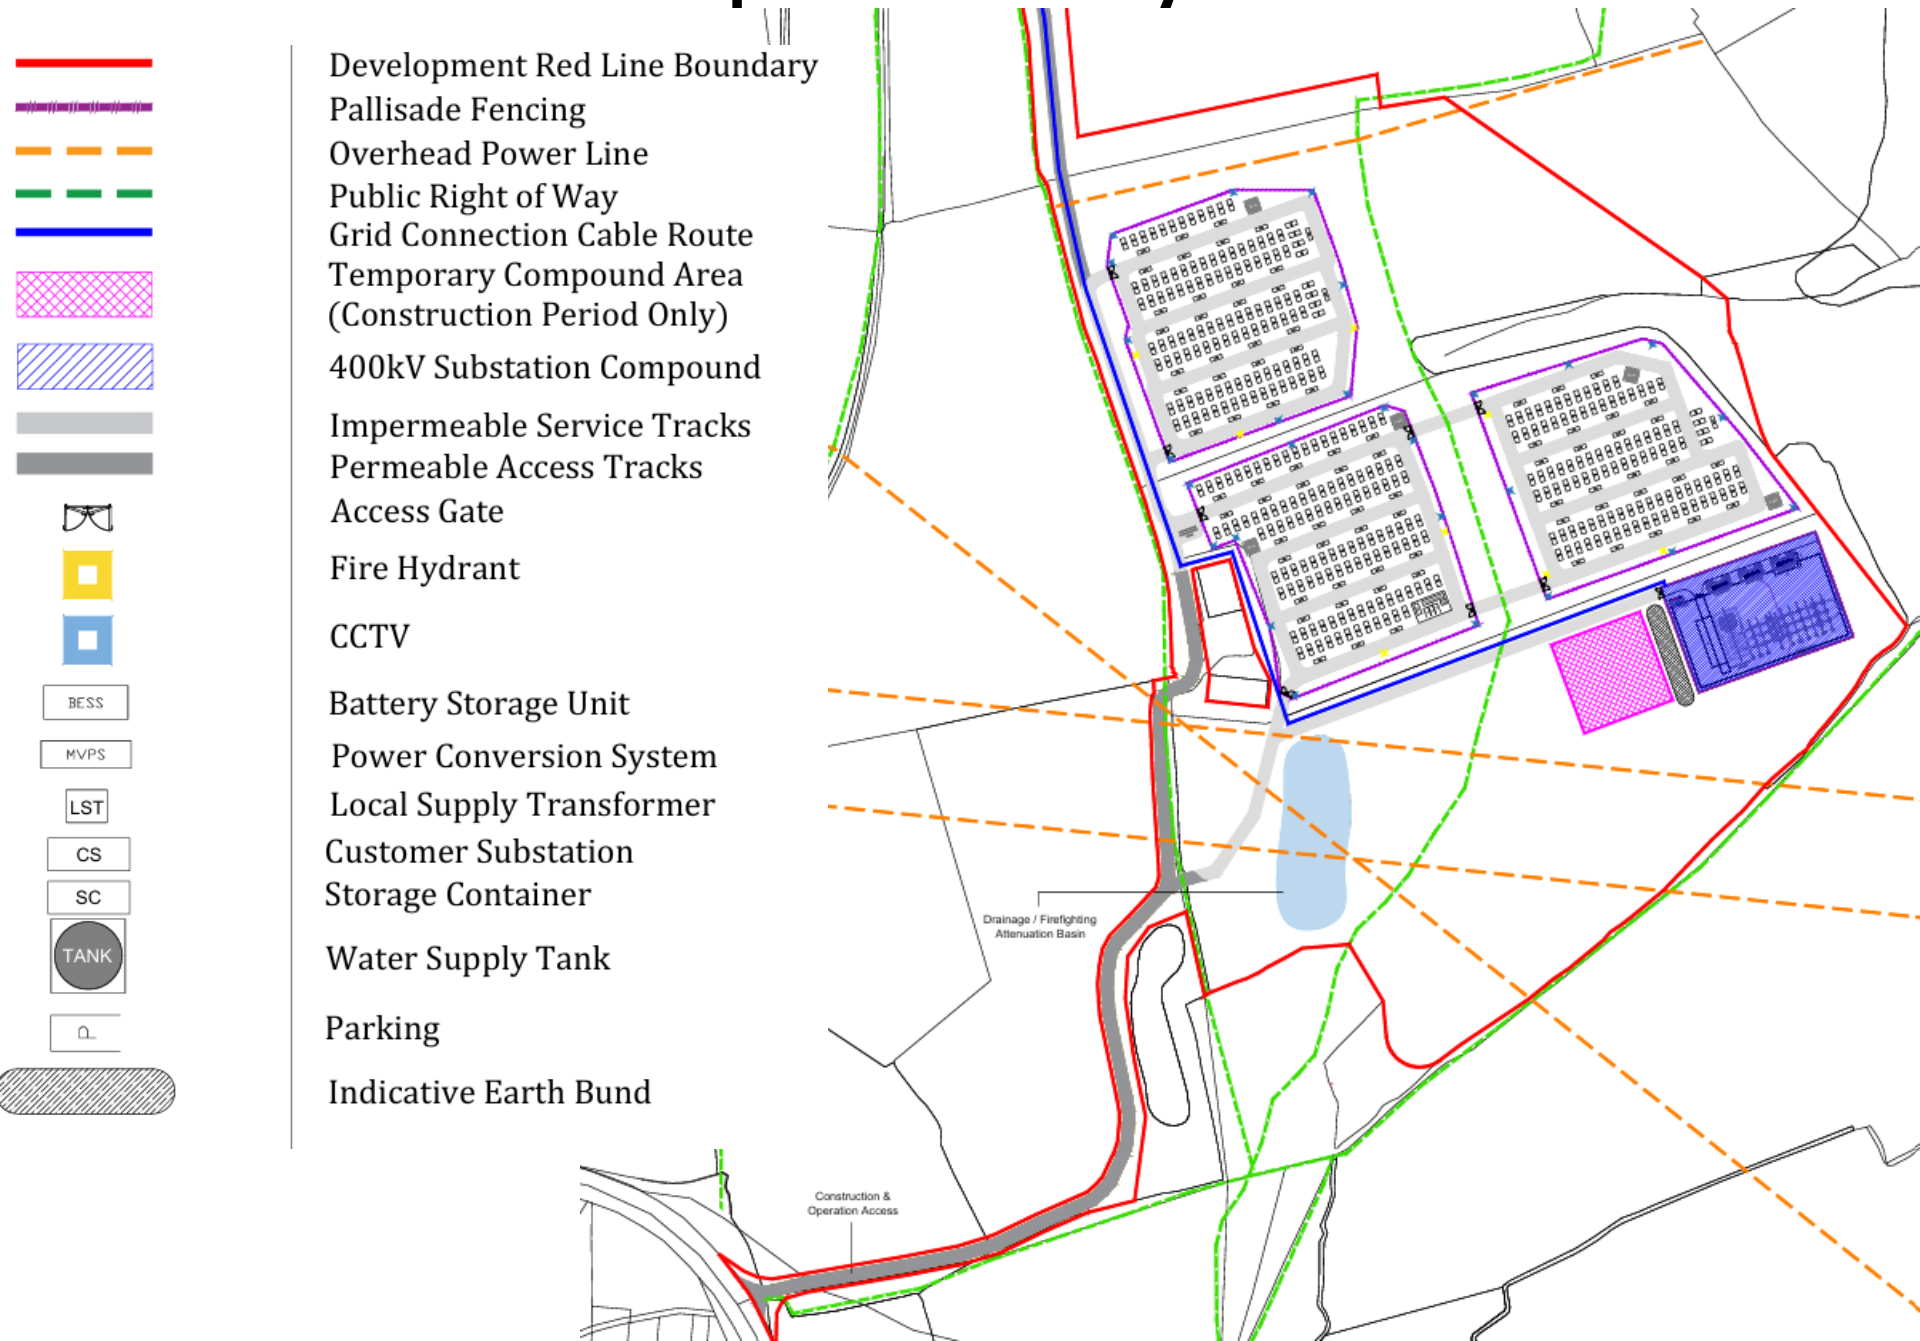 Development Red Line Boundary
Pallisade Fencing
Overhead Power Line
Public Right of Way
Grid Connection Cable Route
Temporary Compound Area
(Construction Period Only)
400kV Substation Compound
Impermeable Service Tracks
Permeable Access Tracks
Access Gate
Fire Hydrant
CCTV
BESS
Battery Storage Unit
MVPS
Power Conversion System
LST
Local Supply Transformer
CS
Customer Substation
SC
Storage Container
TANK
Water Supply Tank
P
Parking
Indicative Earth Bund
Drainage / Firefighting
Attenuation Basin
Construction &
Operation Access